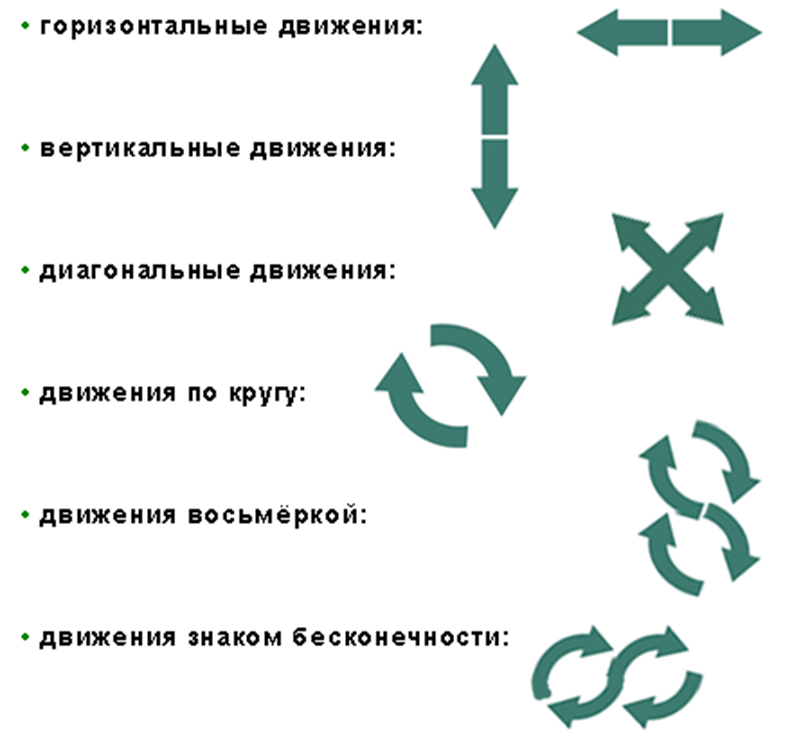 • горизонтальные движения:
• вертикальные движения:
• диагональные движения:
• движения по кругу:
• движения восьмёркой:
• движения знаком бесконечности: